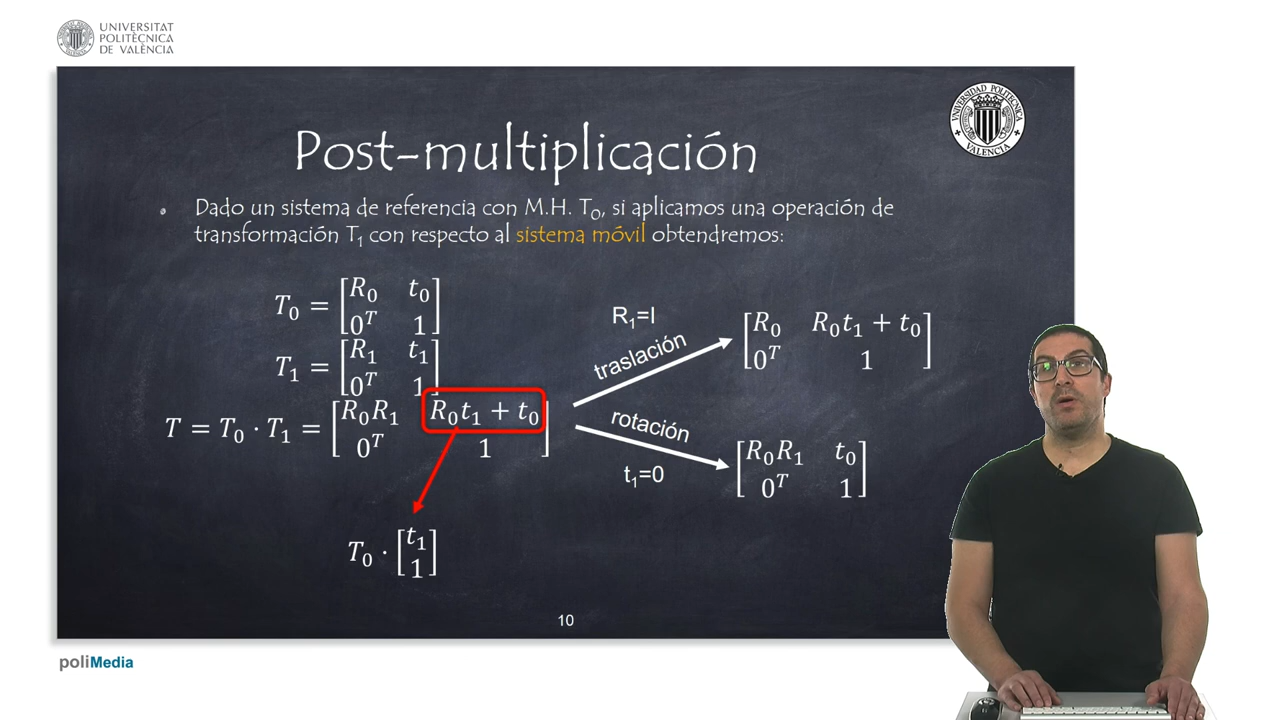 UNIVERSITAT
POLITÈCNICA
DE VALÈNCIA
UNIVERSIDAD POLITECNICA
VALENCIA
Post-multiplicación
• Dado un sistema de referencia con M.H. T₀, si aplicamos una operación de
transformación T₁ con respecto al sistema móvil obtendremos:
T₀ = [R₀ t₀
0ᵀ 1]
T₁ = [R₁ t₁
0ᵀ 1]
T = T₀ · T₁ = [R₀R₁ R₀t₁ + t₀
0ᵀ 1]
T₀ · [t₁
1]
R₁=I
traslación
[R₀ R₀t₁ + t₀
0ᵀ 1]
rotación
t₁=0
[R₀R₁ t₀
0ᵀ 1]
10
poliMedia